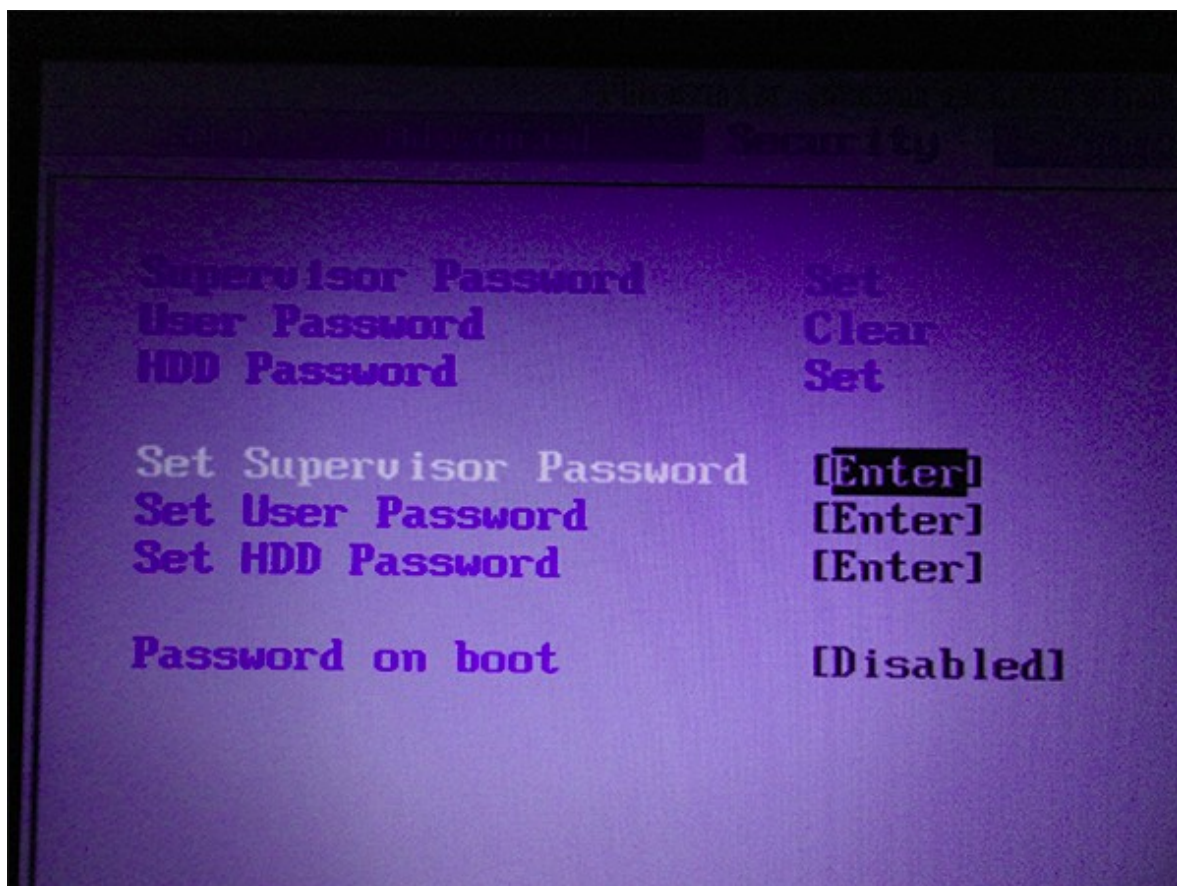 Security
Supervisor Password Set
User Password Clear
HDD Password Set
Set Supervisor Password [Enter]
Set User Password [Enter]
Set HDD Password [Enter]
Password on boot [Disabled]